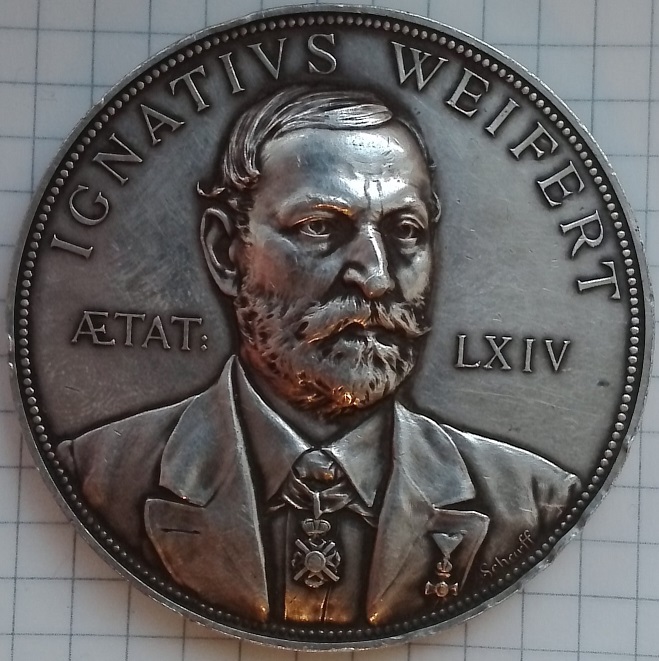 IGNATIVS WEIFERT
ÆTAT: LXIV
Scharff